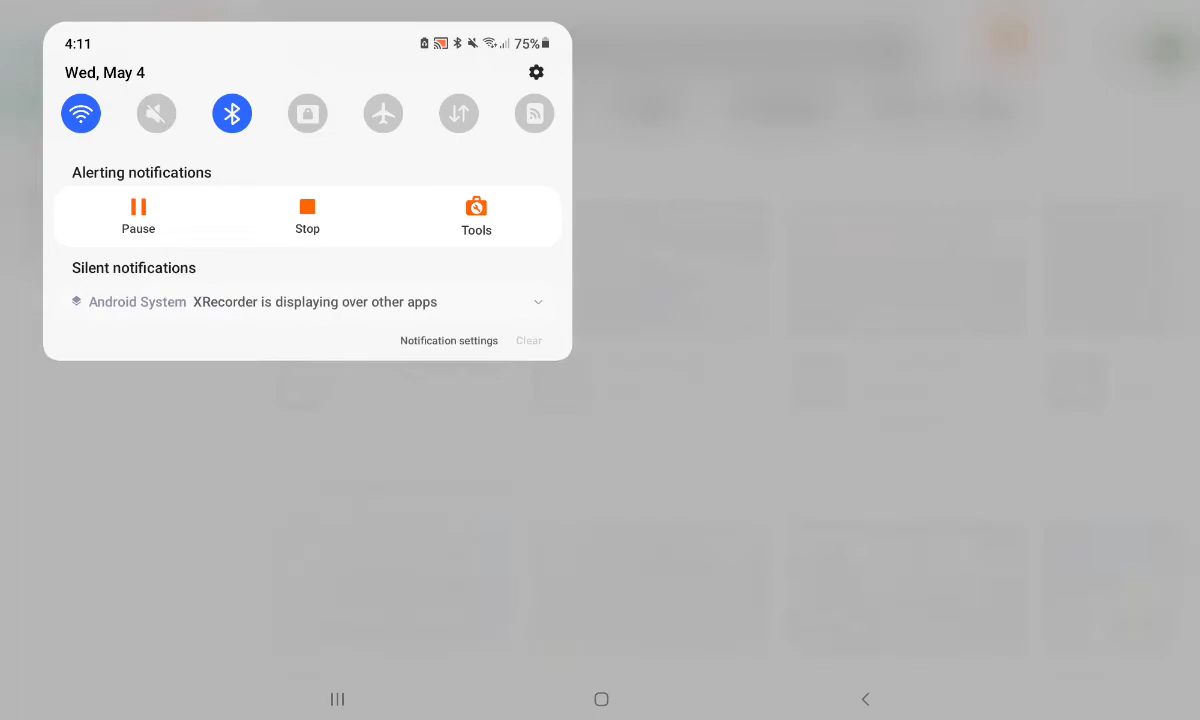 4:11
75%
Wed, May 4
Alerting notifications
Pause
Stop
Tools
Silent notifications
Android System XRecorder is displaying over other apps
Notification settings
Clear